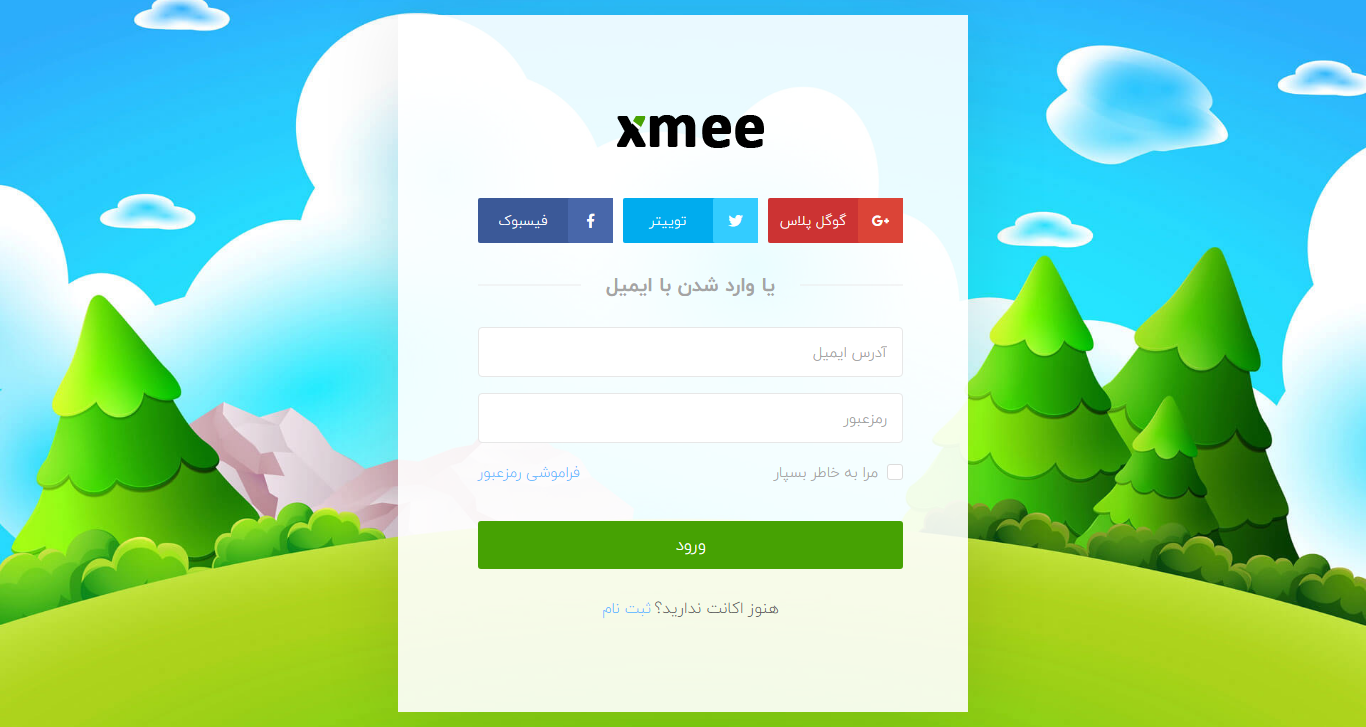 xmee
گوگل پلاس توییتر فیسبوک
یا وارد شدن با ایمیل
آدرس ایمیل
رمزعبور
مرا به خاطر بسپار فراموشی رمزعبور
ورود
هنوز اکانت ندارید؟ ثبت نام